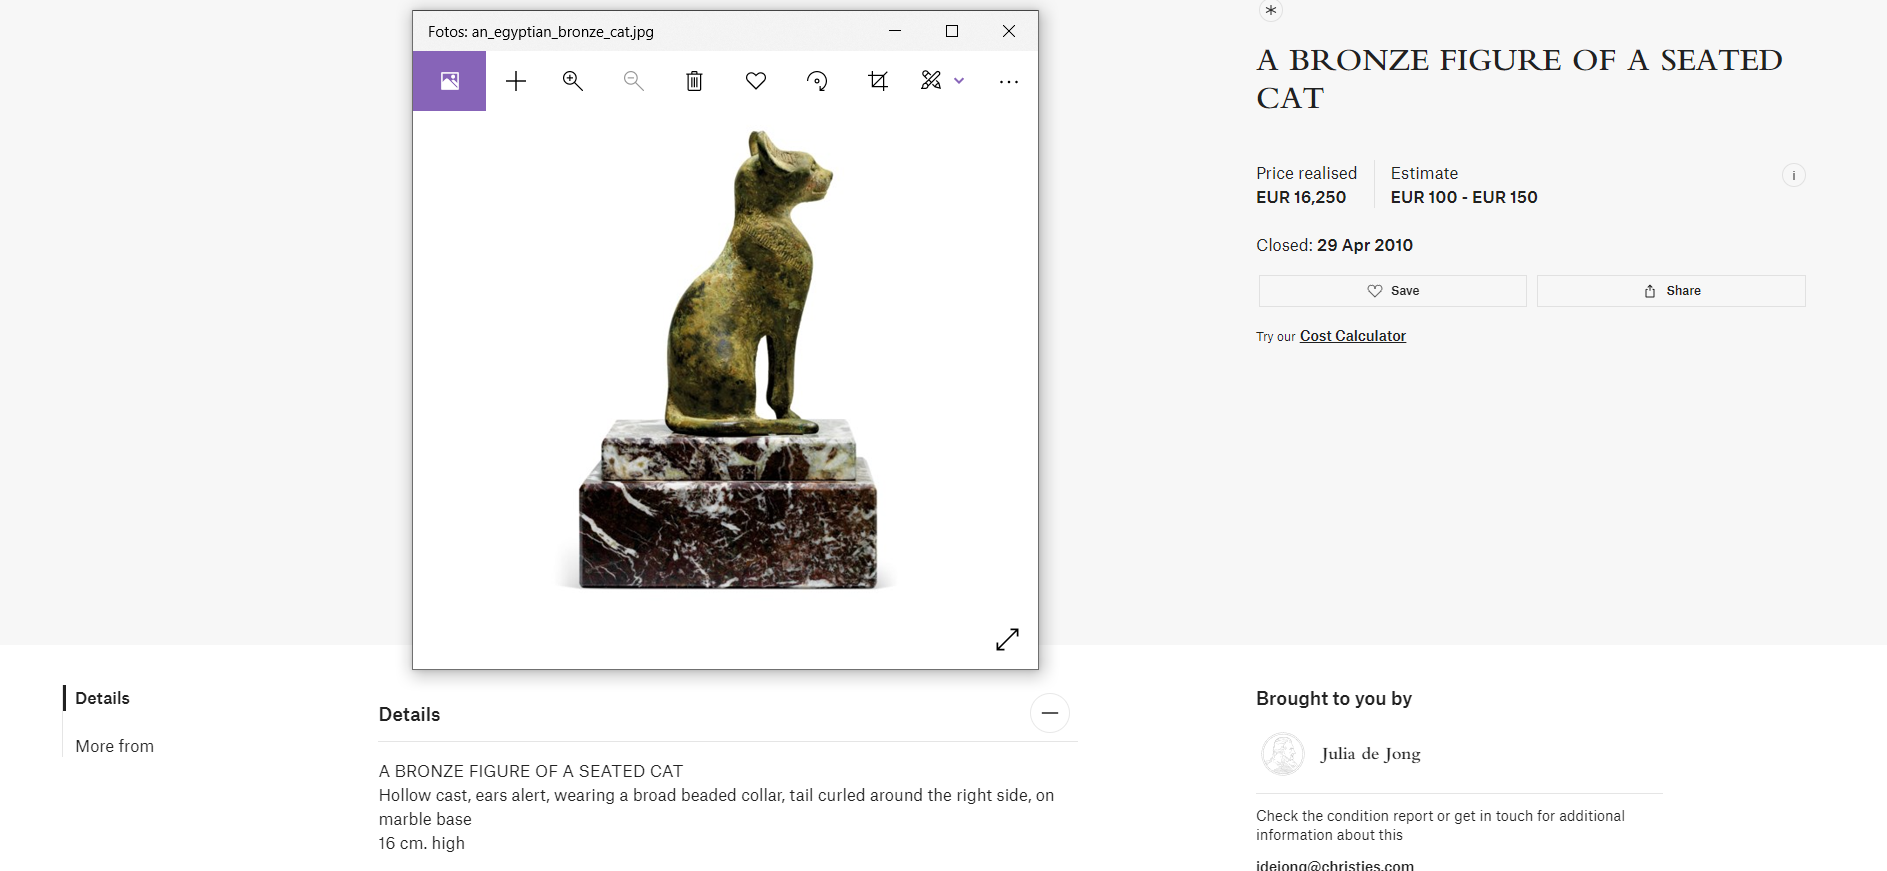 Fotos: an_egyptian_bronze_cat.jpg
*
A BRONZE FIGURE OF A SEATED
CAT
Price realised
EUR 16,250
Estimate
EUR 100 - EUR 150
i
Closed: 29 Apr 2010
Save
Share
Try our Cost Calculator
Details
More from
Details
A BRONZE FIGURE OF A SEATED CAT
Hollow cast, ears alert, wearing a broad beaded collar, tail curled around the right side, on
marble base
16 cm. high
Brought to you by
Julia de Jong
Check the condition report or get in touch for additional
information about this
jdejong@christies.com